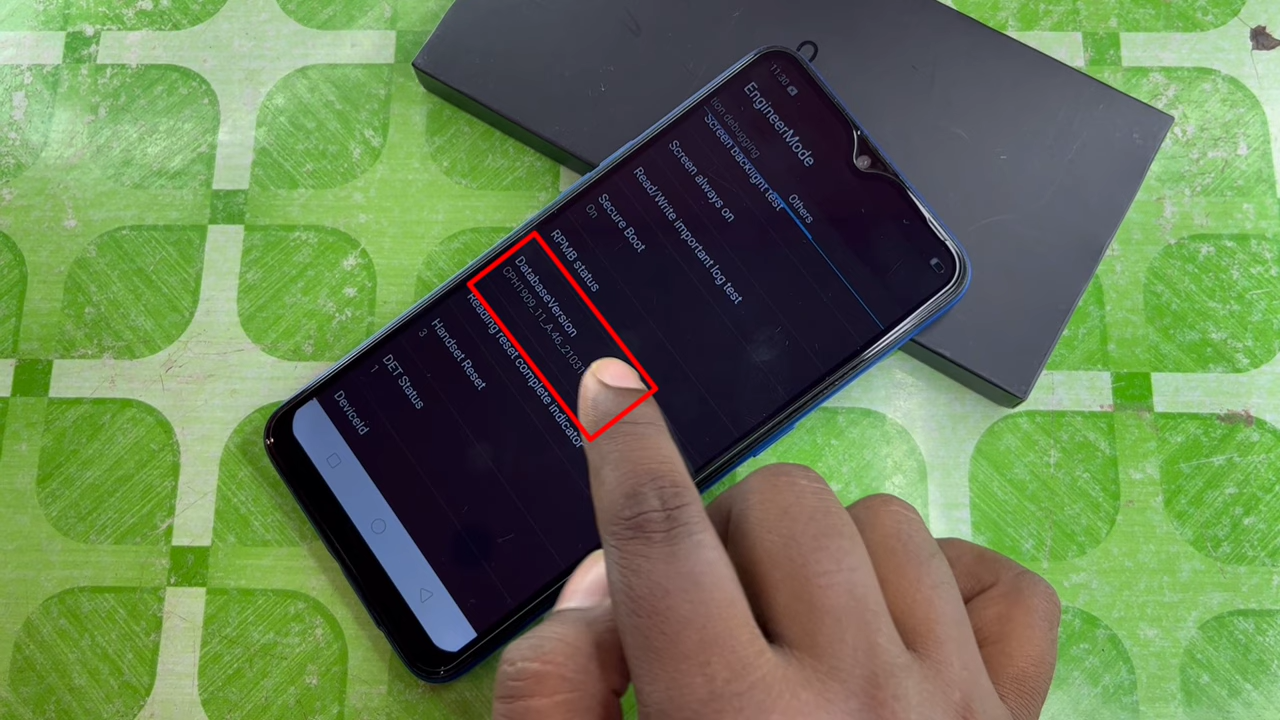 11:30
EngineerMode
tion debugging
Others
Screen backlight test
Screen always on
Read/Write important log test
Secure Boot
On
RPMB status
DatabaseVersion
CPH1909_11_A.46_21031
Reading reset complete indicator
Handset Reset
3
DET Status
1
Deviceid